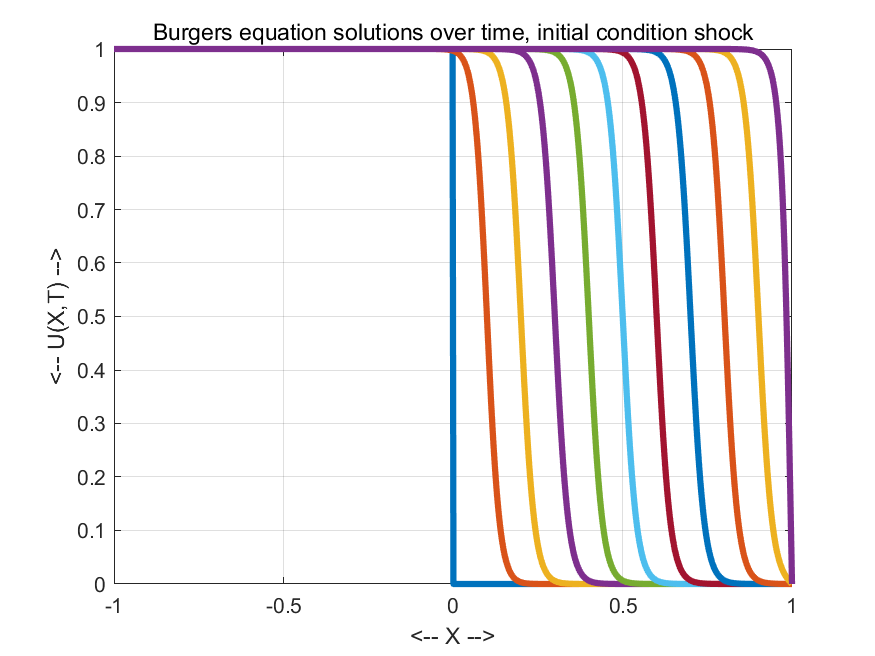 Burgers equation solutions over time, initial condition shock
1
0.9
0.8
0.7
0.6
0.5
0.4
0.3
0.2
0.1
0
<-- U(X,T) -->
-1 -0.5 0 0.5 1
<-- X -->